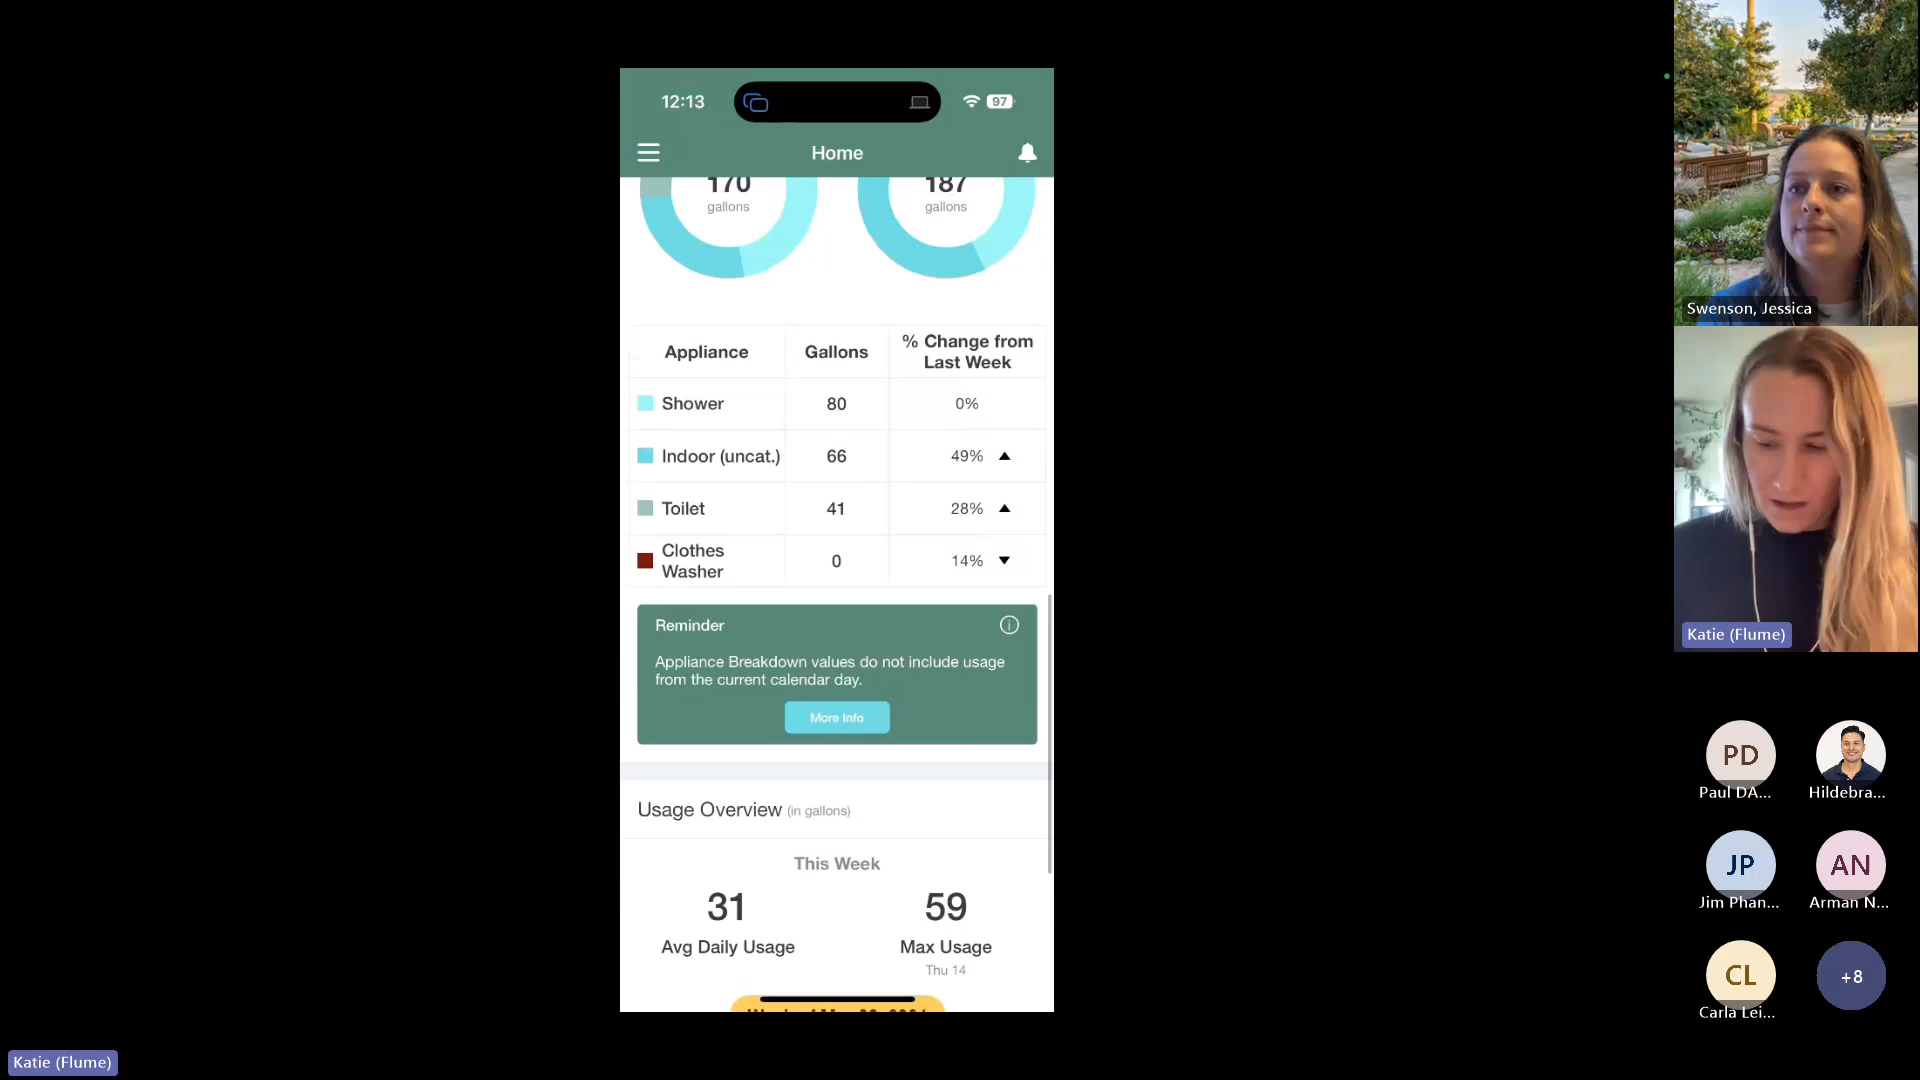 12:13
97
Home
170
gallons
187
gallons
Appliance
Gallons
% Change from
Last Week
Shower
80
0%
Indoor (uncat.)
66
49%
Toilet
41
28%
Clothes
Washer
0
14%
Reminder
Appliance Breakdown values do not include usage
from the current calendar day.
More Info
Usage Overview (in gallons)
This Week
31
59
Avg Daily Usage
Max Usage
Thu 14
Swenson, Jessica
Katie (Flume)
PD
Paul DA...
Hildebra...
JP
Jim Phan...
AN
Arman N...
CL
Carla Lei...
+8
Katie (Flume)